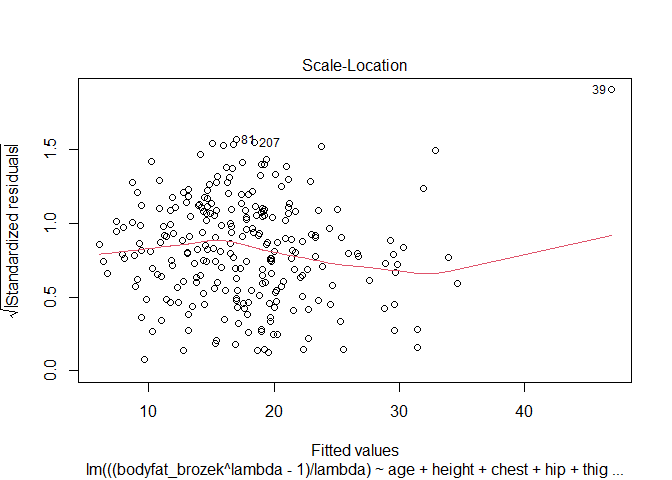 Scale-Location
√|Standardized residuals|
1.5
1.0
0.5
0.0
39
81
207
10 20 30 40
Fitted values
lm(((bodyfat_brozek^lambda - 1)/lambda) ~ age + height + chest + hip + thig ...